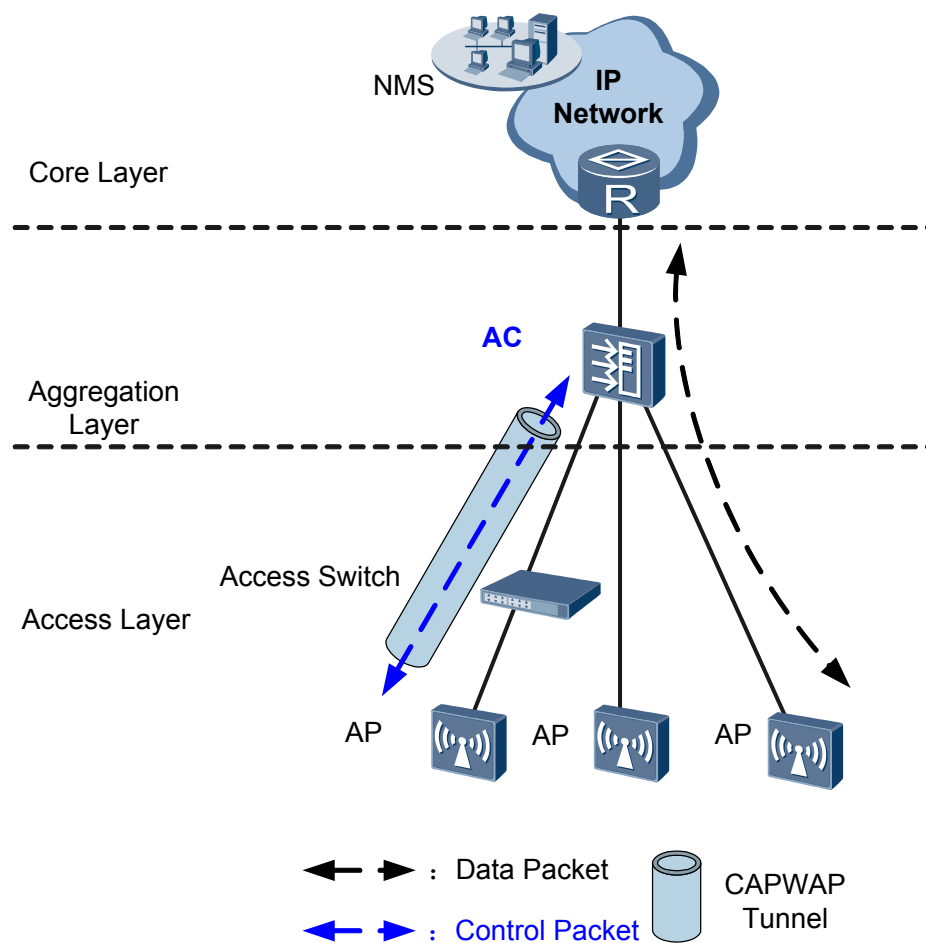 NMS
IP
Network
Core Layer
R
AC
Aggregation
Layer
Access Switch
Access Layer
AP
AP
AP
: Data Packet
: Control Packet
CAPWAP
Tunnel